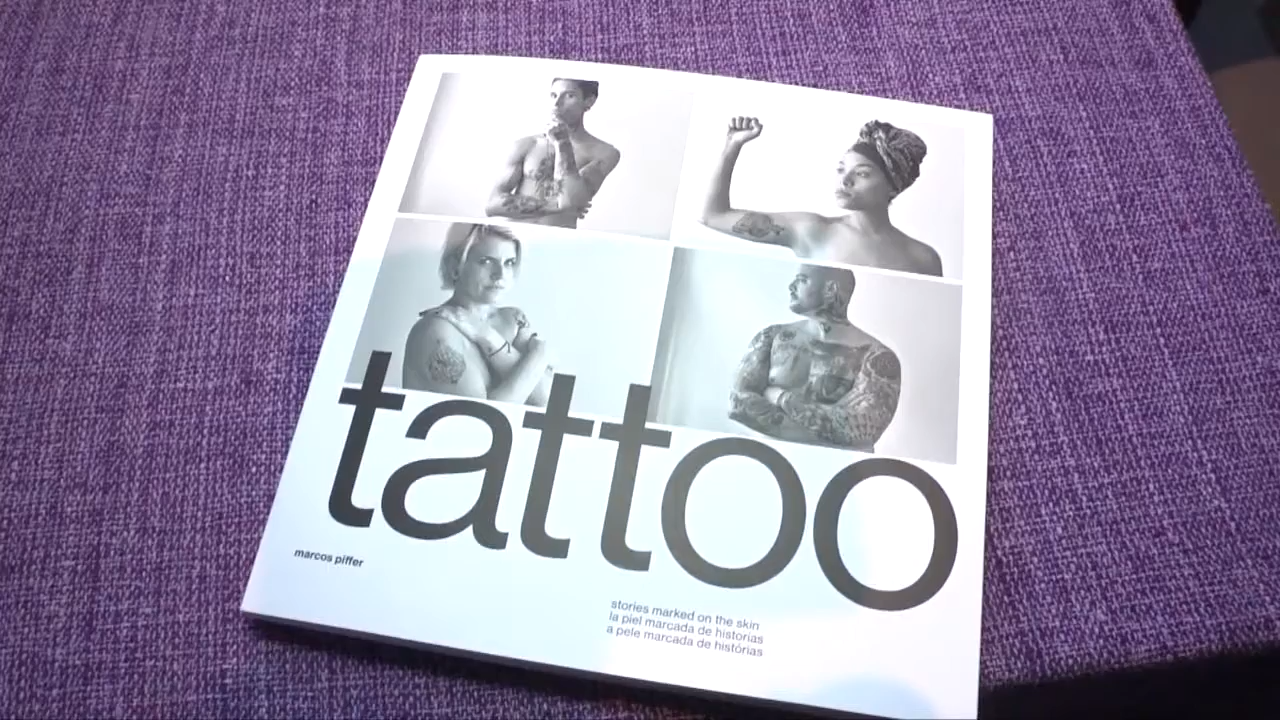 tattoo
marcos piffer
stories marked on the skin
la piel marcada de historias
a pele marcada de histórias